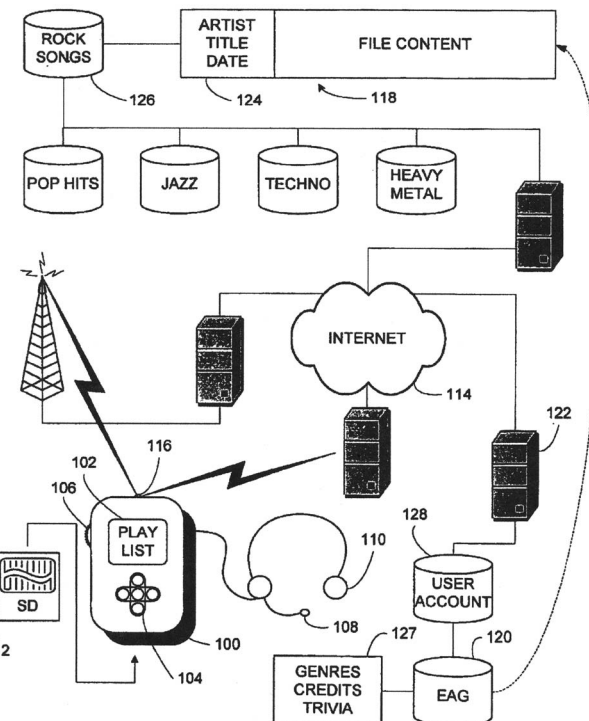 ROCK
SONGS
126
ARTIST
TITLE
DATE
124
FILE CONTENT
118
POP HITS
JAZZ
TECHNO
HEAVY
METAL
INTERNET
114
122
116
102
106
PLAY
LIST
110
108
128
USER
ACCOUNT
SD
2
100
104
127
120
GENRES
CREDITS
TRIVIA
EAG